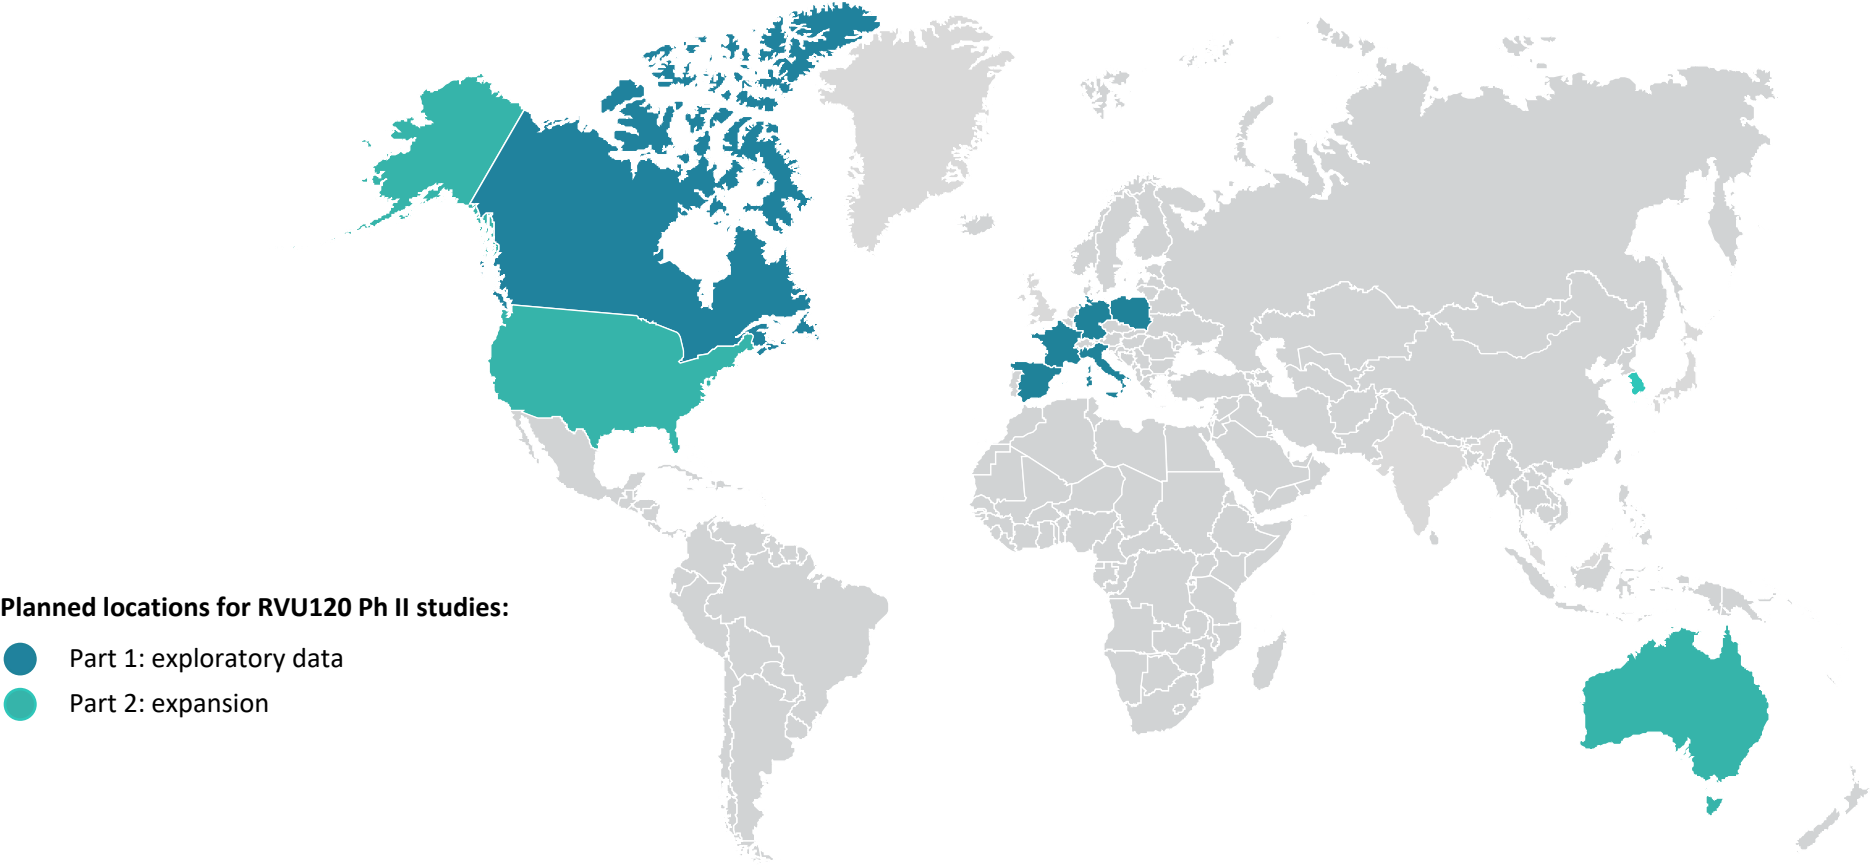 Planned locations for RVU120 Ph II studies:
Part 1: exploratory data
Part 2: expansion